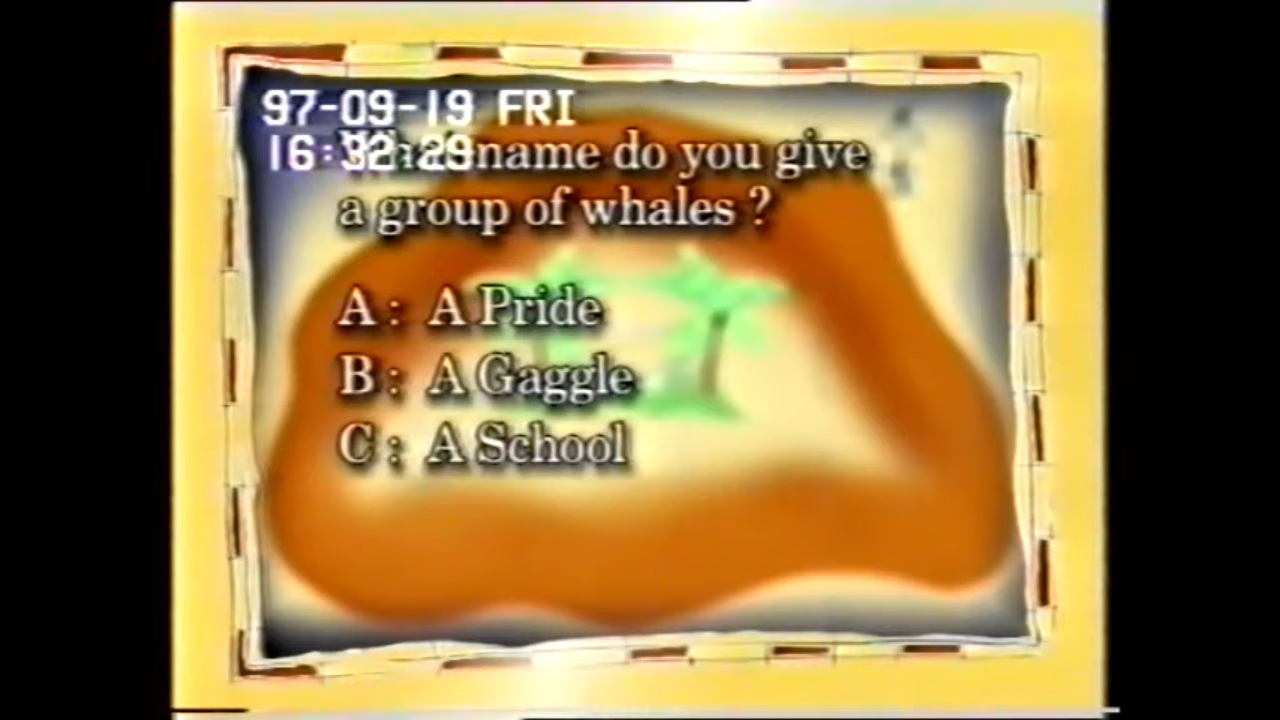 97-09-19 FRI
16:32:29
name do you give
a group of whales ?
A : A Pride
B : A Gaggle
C : A School